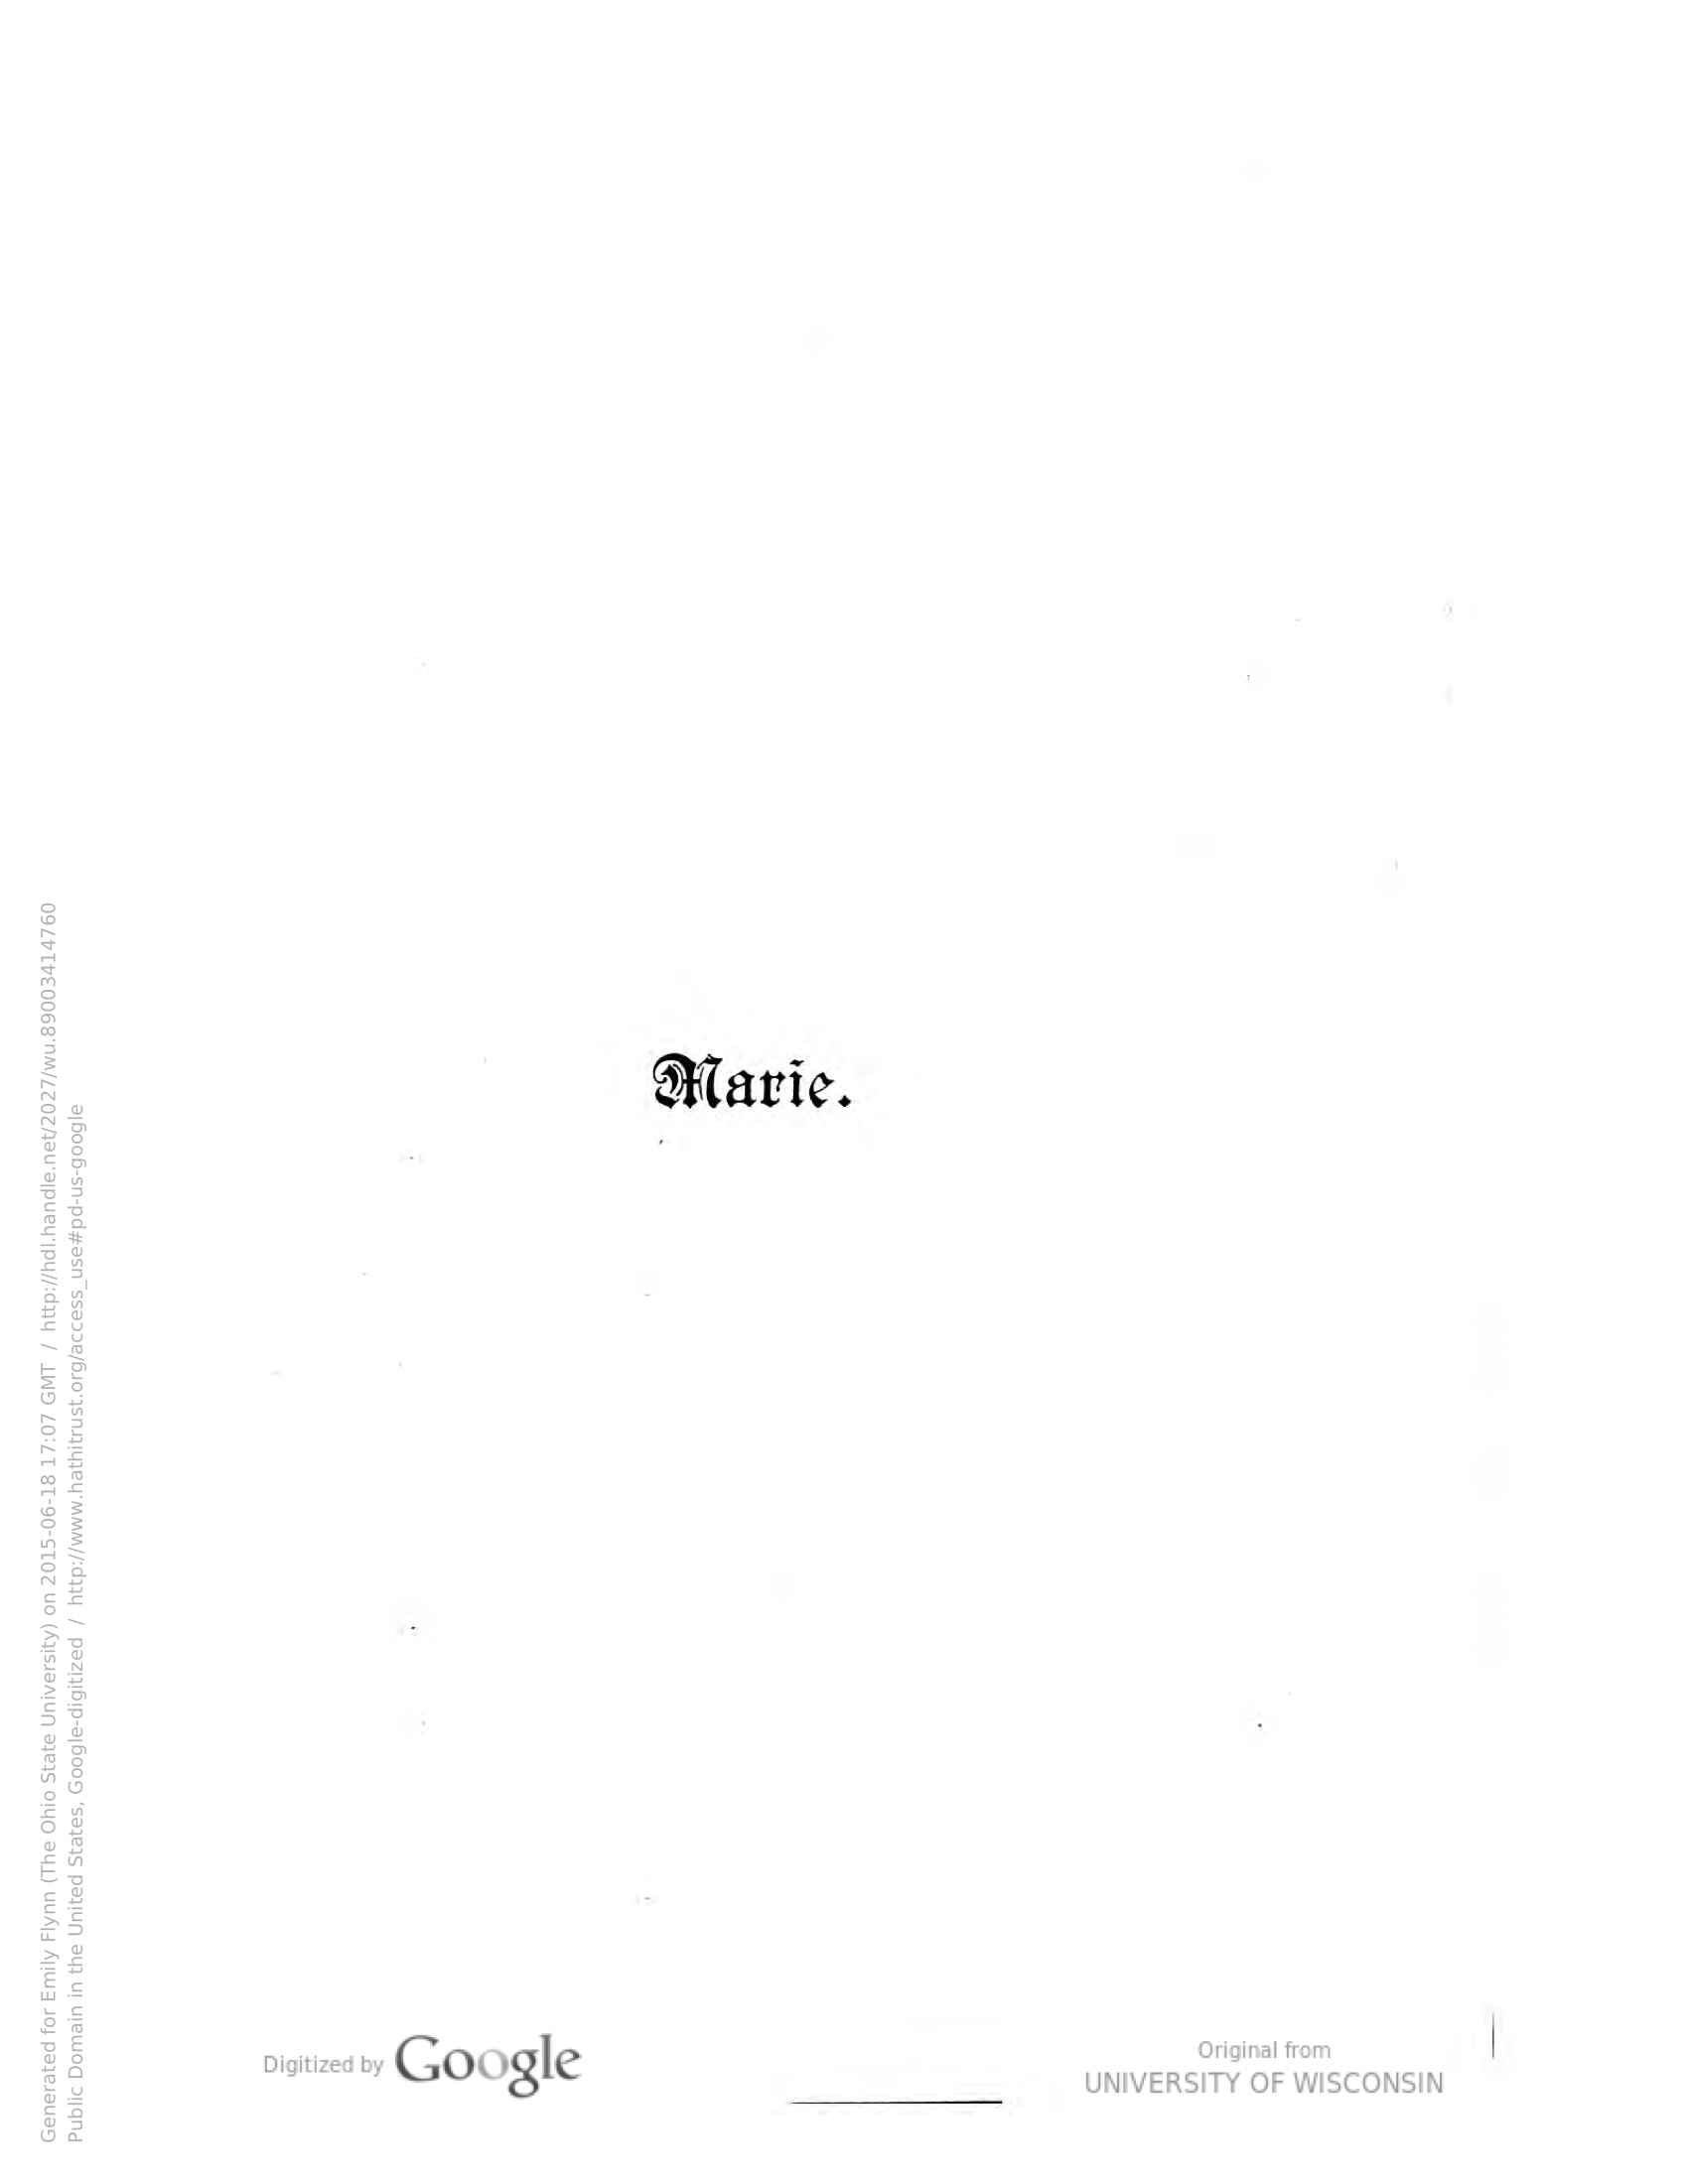 Marie.
Digitized by Google
Original from
UNIVERSITY OF WISCONSIN
Generated for Emily Flynn (The Ohio State University) on 2015-06-18 17:07 GMT / http://hdl.handle.net/2027/wu.89003414760
Public Domain in the United States, Google-digitized / http://www.hathitrust.org/access_use#pd-us-google